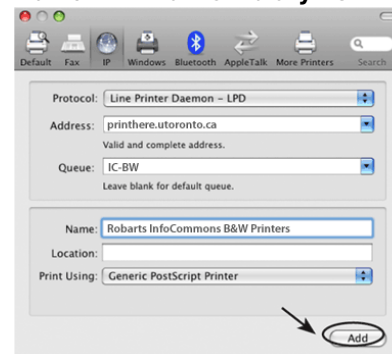 Default Fax IP Windows Bluetooth AppleTalk More Printers Search
Protocol: Line Printer Daemon - LPD
Address: printhere.utoronto.ca
Valid and complete address.
Queue: IC-BW
Leave blank for default queue.
Name: Robarts InfoCommons B&W Printers
Location:
Print Using: Generic PostScript Printer
Add